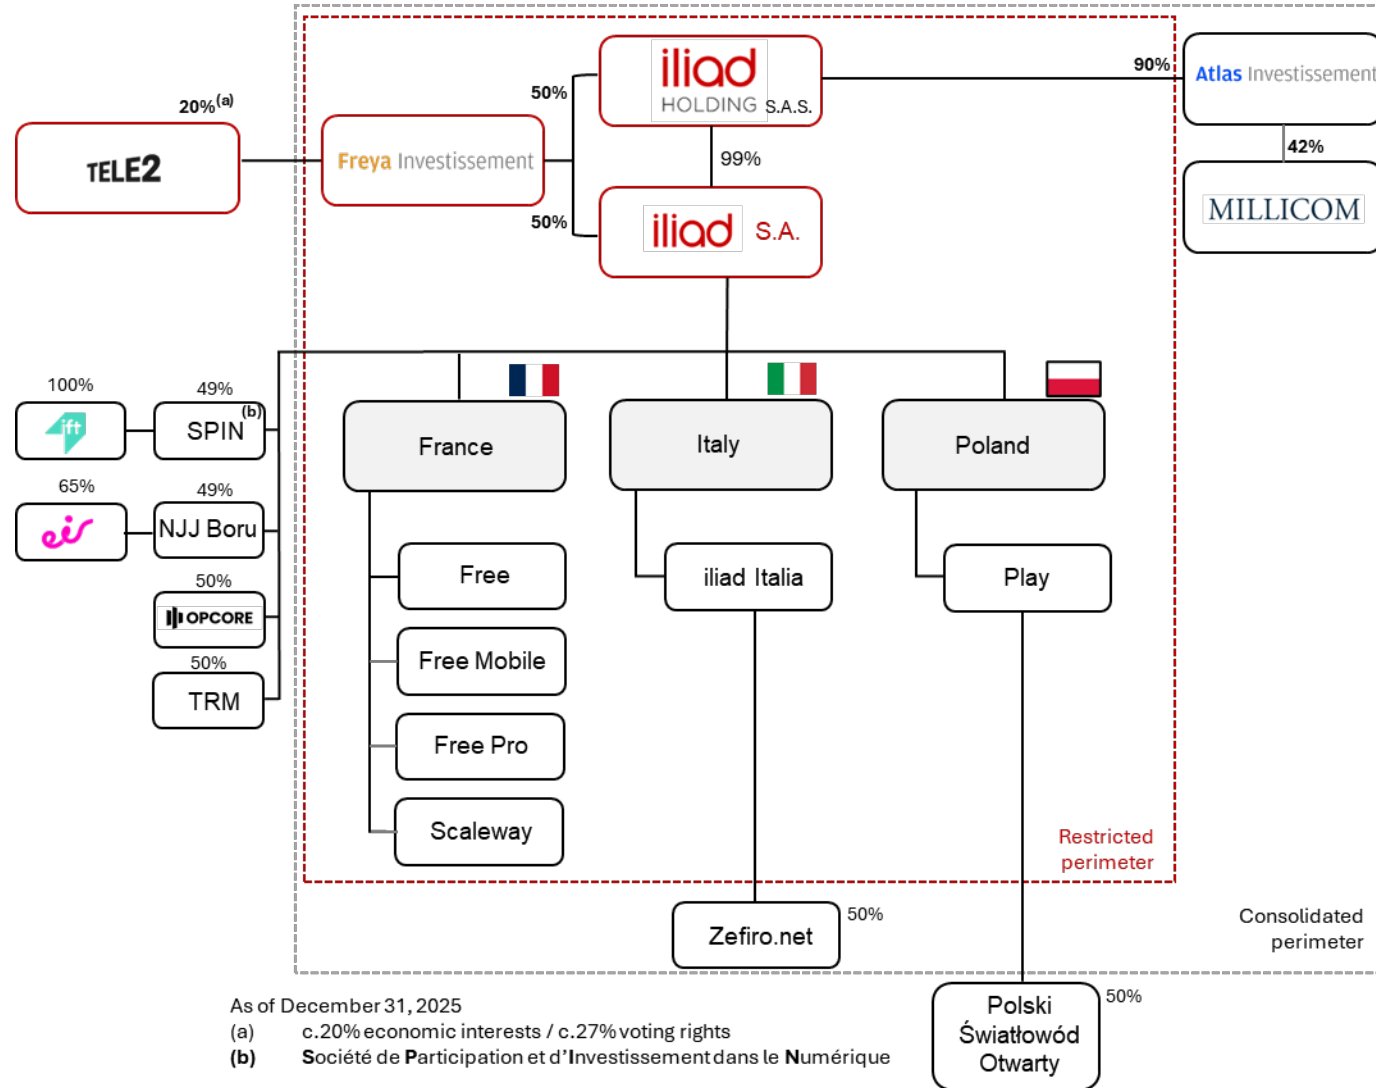 iliad
HOLDING S.A.S.
90%
Atlas Investissement
20%(a)
50%
TELE2
Freya Investissement
99%
42%
50%
iliad S.A.
MILLICOM
100%
49%
ift
SPIN(b)
France
Italy
Poland
65%
49%
eir
NJJ Boru
50%
OPCORE
50%
TRM
Free
iliad Italia
Play
Free Mobile
Free Pro
Scaleway
Restricted
perimeter
Zefiro.net
50%
Consolidated
perimeter
Polski
Światłowód
Otwarty
50%
As of December 31, 2025
(a) c.20% economic interests / c.27% voting rights
(b) Société de Participation et d'Investissement dans le Numérique